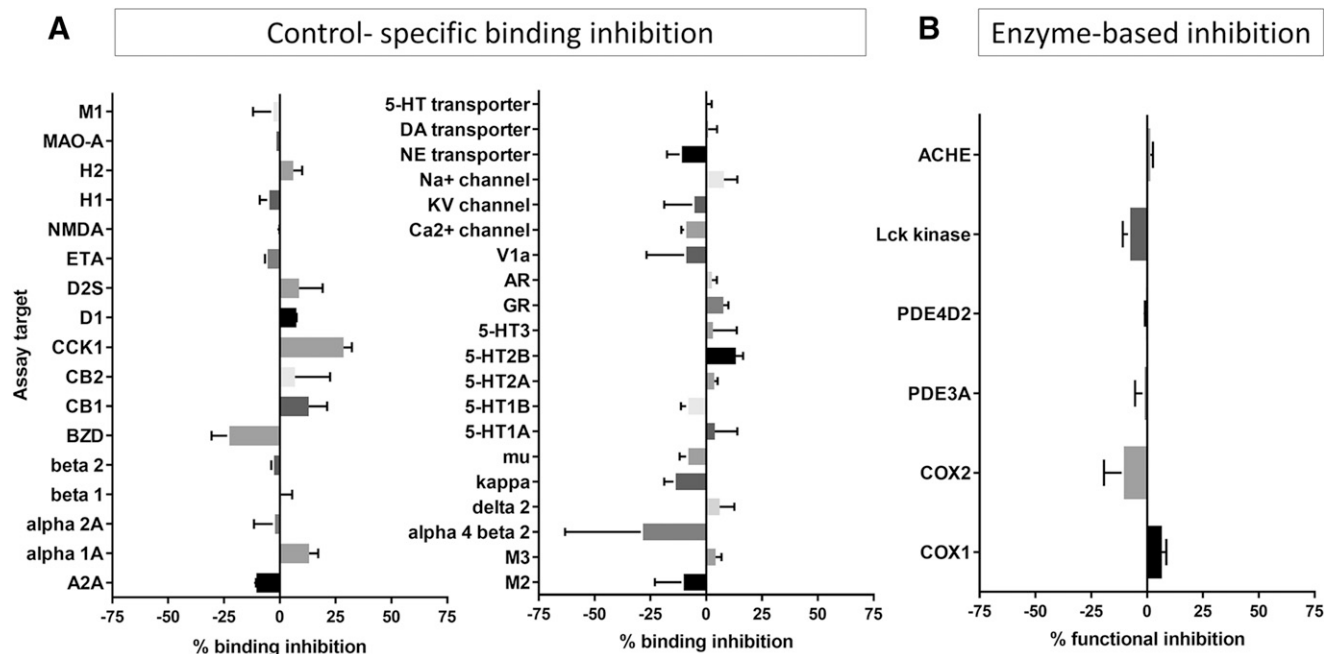 A
Control- specific binding inhibition
Assay target
M1
MAO-A
H2
H1
NMDA
ETA
D2S
D1
CCK1
CB2
CB1
BZD
beta 2
beta 1
alpha 2A
alpha 1A
A2A
-75 -50 -25 0 25 50 75
% binding inhibition
5-HT transporter
DA transporter
NE transporter
Na+ channel
KV channel
Ca2+ channel
V1a
AR
GR
5-HT3
5-HT2B
5-HT2A
5-HT1B
5-HT1A
mu
kappa
delta 2
alpha 4 beta 2
M3
M2
-75 -50 -25 0 25 50 75
% binding inhibition
B
Enzyme-based inhibition
ACHE
Lck kinase
PDE4D2
PDE3A
COX2
COX1
-75 -50 -25 0 25 50 75
% functional inhibition